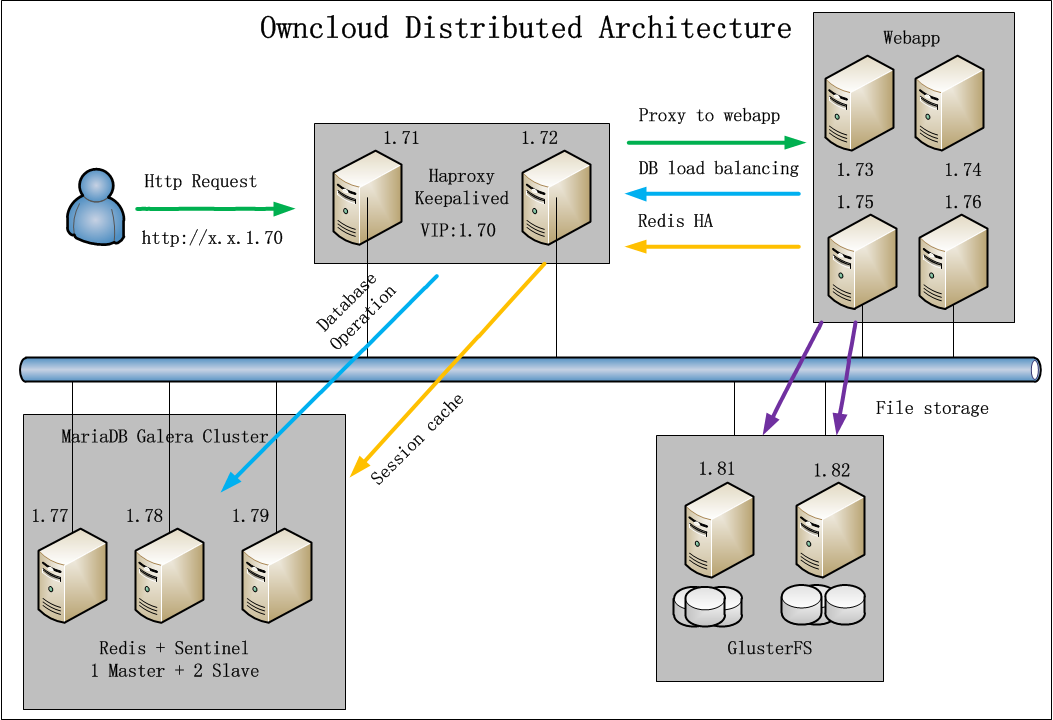 Owncloud Distributed Architecture
Webapp
1.73
1.74
1.75
1.76
1.71
1.72
Haproxy
Keepalived
VIP:1.70
Proxy to webapp
DB load balancing
Redis HA
Http Request
http://x.x.1.70
Database
Operation
Session cache
File storage
MariaDB Galera Cluster
1.77
1.78
1.79
Redis + Sentinel
1 Master + 2 Slave
1.81
1.82
GlusterFS